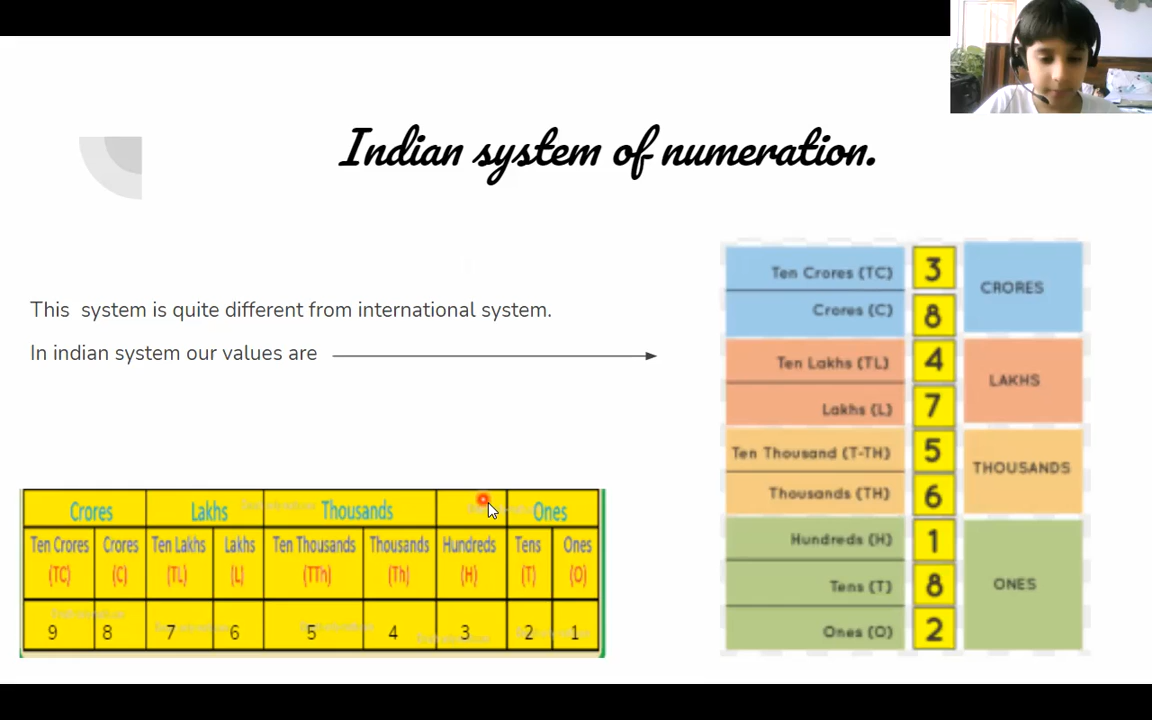 Indian system of numeration.
This system is quite different from international system.
In indian system our values are
Ten Crores (TC) 3 CRORES
Crores (C) 8
Ten Lakhs (TL) 4 LAKHS
Lakhs (L) 7
Ten Thousand (T-TH) 5 THOUSANDS
Thousands (TH) 6
Hundreds (H) 1
Tens (T) 8 ONES
Ones (O) 2
Crores Lakhs Thousands Ones
Ten Crores Crores Ten Lakhs Lakhs Ten Thousands Thousands Hundreds Tens Ones
(TC) (C) (TL) (L) (TTh) (Th) (H) (T) (O)
9 8 7 6 5 4 3 2 1